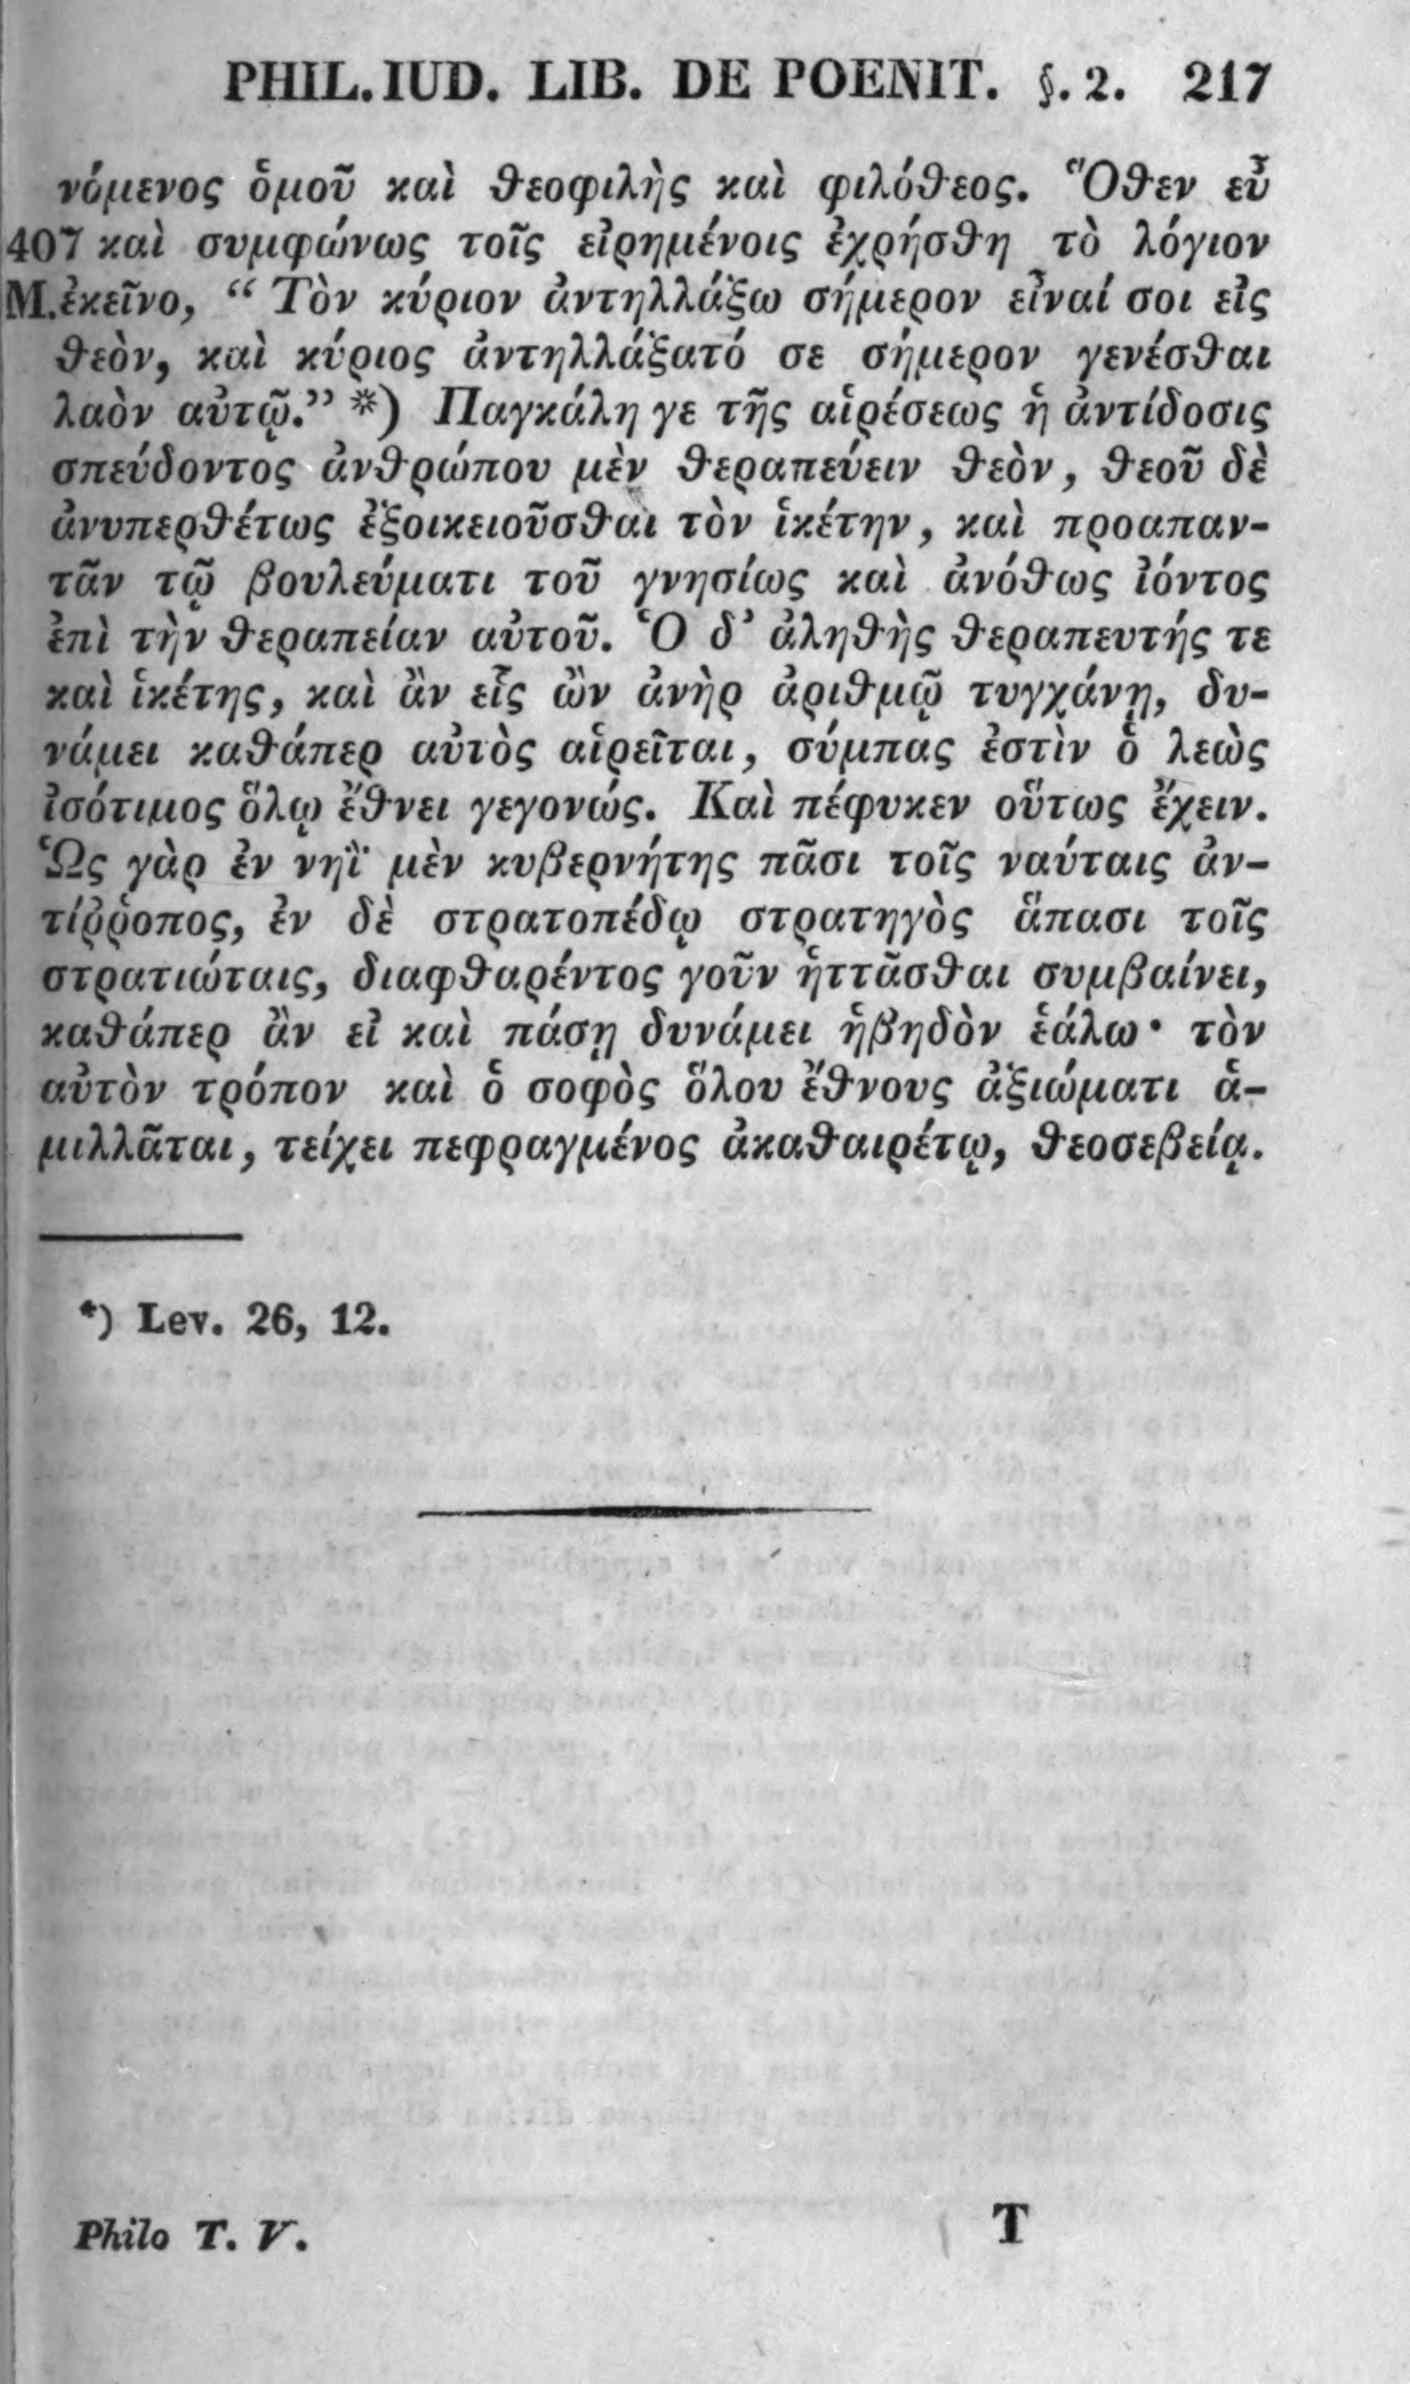 PHIL. IUD. LIB. DE POENIT. §. 2. 217
νόμενος ὁμοῦ καὶ θεοφιλὴς καὶ φιλόθεος. Ὅθεν εὖ
407 καὶ συμφώνως τοῖς εἰρημένοις ἐχρήσθη τὸ λόγιον
M. ἐκεῖνο, “ Τὸν κύριον ἀντηλλάξω σήμερον εἶναί σοι εἰς
θεὸν, καὶ κύριος ἀντηλλάξατό σε σήμερον γενέσθαι
λαὸν αὐτῷ.” *) Παγκάλη γε τῆς αἱρέσεως ἡ ἀντίδοσις
σπεύδοντος ἀνθρώπου μὲν θεραπεύειν θεὸν, θεοῦ δὲ
ἀνυπερθέτως ἐξοικειοῦσθαι τὸν ἱκέτην, καὶ προαπαν-
τᾶν τῷ βουλεύματι τοῦ γνησίως καὶ ἀνόθως ἰόντος
ἐπὶ τὴν θεραπείαν αὐτοῦ. Ὁ δ’ ἀληθὴς θεραπευτής τε
καὶ ἱκέτης, καὶ ἂν εἷς ὢν ἀνὴρ ἀριθμῷ τυγχάνῃ, δυ-
νάμει καθάπερ αὐτὸς αἱρεῖται, σύμπας ἐστὶν ὁ λεὼς
ἰσότιμος ὅλῳ ἔθνει γεγονώς. Καὶ πέφυκεν οὕτως ἔχειν.
Ὡς γὰρ ἐν νηῒ μὲν κυβερνήτης πᾶσι τοῖς ναύταις ἀν-
τίῤῥοπος, ἐν δὲ στρατοπέδῳ στρατηγὸς ἅπασι τοῖς
στρατιώταις, διαφθαρέντος γοῦν ἡττᾶσθαι συμβαίνει,
καθάπερ ἂν εἰ καὶ πάσῃ δυνάμει ἡβηδὸν ἑάλω· τὸν
αὐτὸν τρόπον καὶ ὁ σοφὸς ὅλου ἔθνους ἀξιώματι ἁ-
μιλλᾶται, τείχει πεφραγμένος ἀκαθαιρέτῳ, θεοσεβείᾳ.
*) Lev. 26, 12.
Philo T. V. T